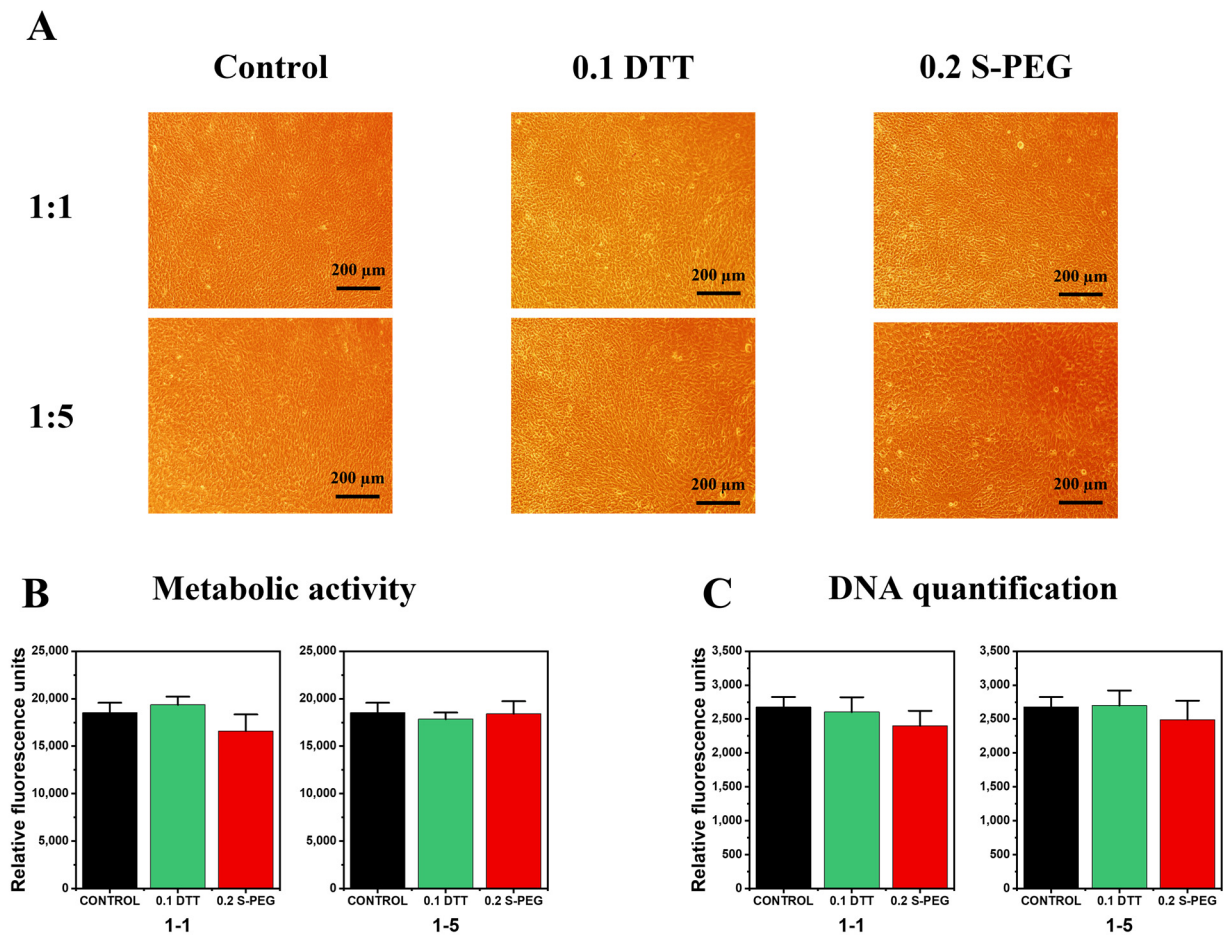 A
Control
0.1 DTT
0.2 S-PEG
1:1
200 µm
200 µm
200 µm
1:5
200 µm
200 µm
200 µm
B
Metabolic activity
Relative fluorescence units
25,000
20,000
15,000
10,000
5,000
0
CONTROL
0.1 DTT
0.2 S-PEG
1-1
25,000
20,000
15,000
10,000
5,000
0
CONTROL
0.1 DTT
0.2 S-PEG
1-5
C
DNA quantification
Relative fluorescence units
3,500
3,000
2,500
2,000
1,500
1,000
500
0
CONTROL
0.1 DTT
0.2 S-PEG
1-1
3,500
3,000
2,500
2,000
1,500
1,000
500
0
CONTROL
0.1 DTT
0.2 S-PEG
1-5